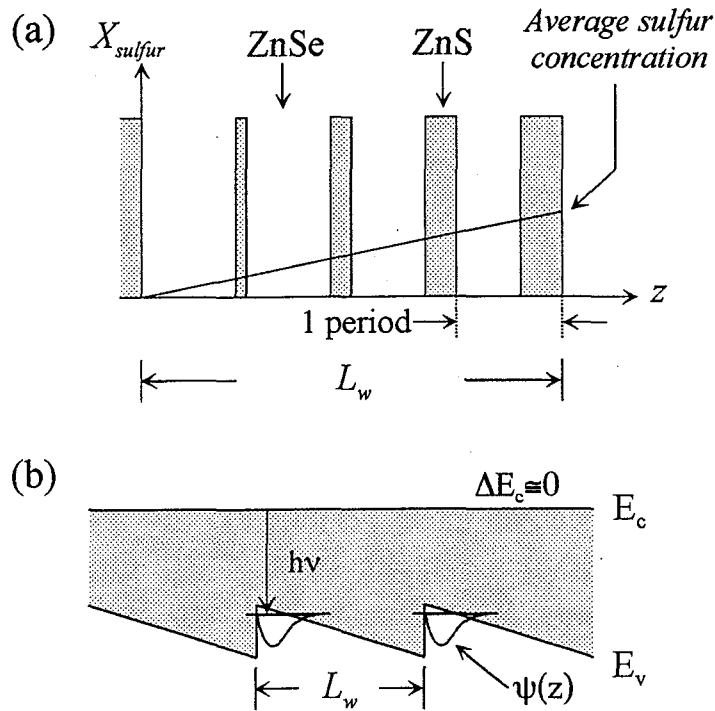 (a)
X_sulfur
ZnSe
ZnS
Average sulfur
concentration
z
1 period
L_w
(b)
ΔE_c≅0
E_c
hν
E_v
L_w
ψ(z)